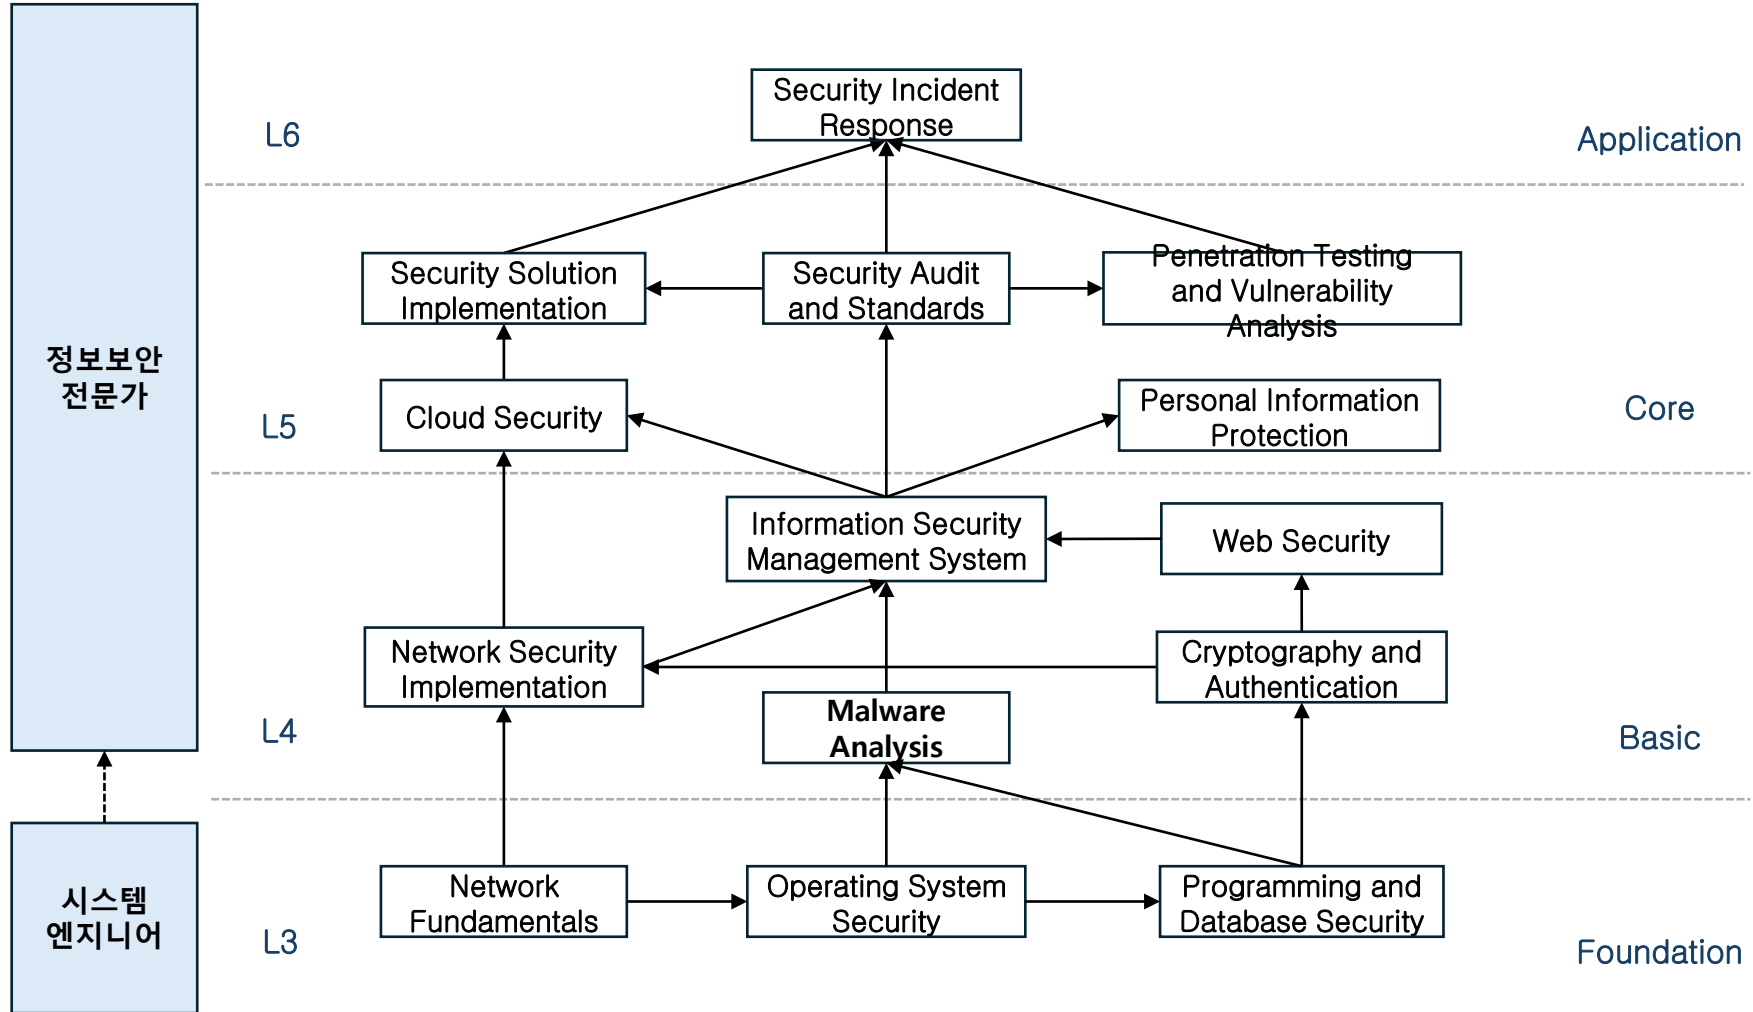 Security Incident
Response
L6
Application
Security Solution
Implementation
Security Audit
and Standards
Penetration Testing
and Vulnerability
Analysis
정보보안
전문가
Cloud Security
Personal Information
Protection
L5
Core
Information Security
Management System
Web Security
Network Security
Implementation
Cryptography and
Authentication
Malware
Analysis
L4
Basic
시스템
엔지니어
Network
Fundamentals
Operating System
Security
Programming and
Database Security
L3
Foundation